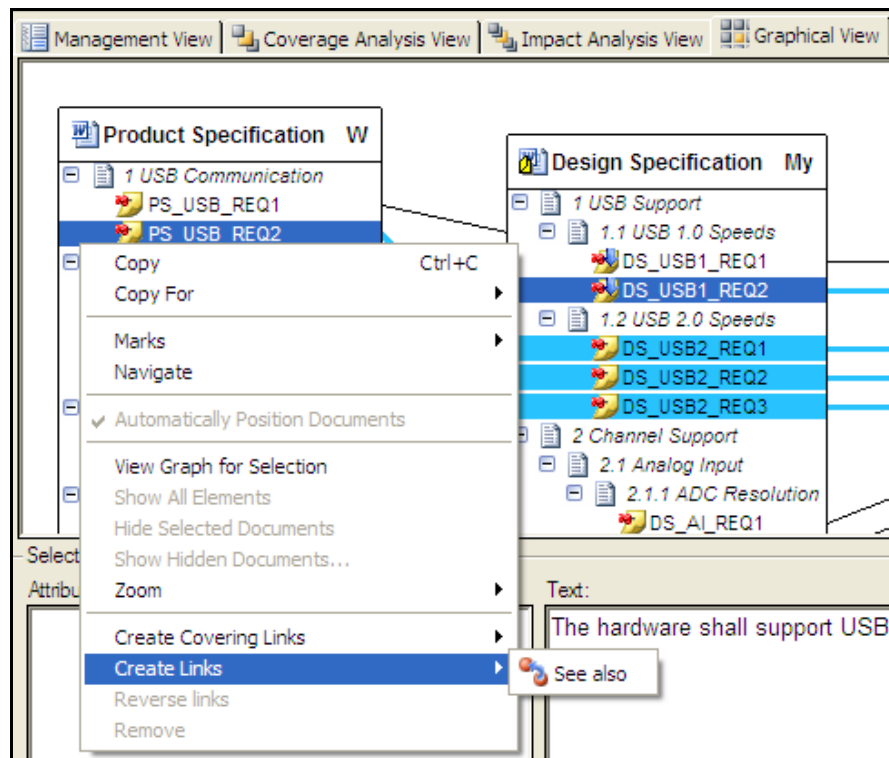 Management View Coverage Analysis View Impact Analysis View Graphical View
Product Specification W
1 USB Communication
PS_USB_REQ1
PS_USB_REQ2
Design Specification My
1 USB Support
1.1 USB 1.0 Speeds
DS_USB1_REQ1
DS_USB1_REQ2
1.2 USB 2.0 Speeds
DS_USB2_REQ1
DS_USB2_REQ2
DS_USB2_REQ3
2 Channel Support
2.1 Analog Input
2.1.1 ADC Resolution
DS_AI_REQ1
Copy Ctrl+C
Copy For
Marks
Navigate
Automatically Position Documents
View Graph for Selection
Show All Elements
Hide Selected Documents
Show Hidden Documents...
Zoom
Create Covering Links
Create Links
Reverse links
Remove
See also
Select
Attribu
Text:
The hardware shall support USB